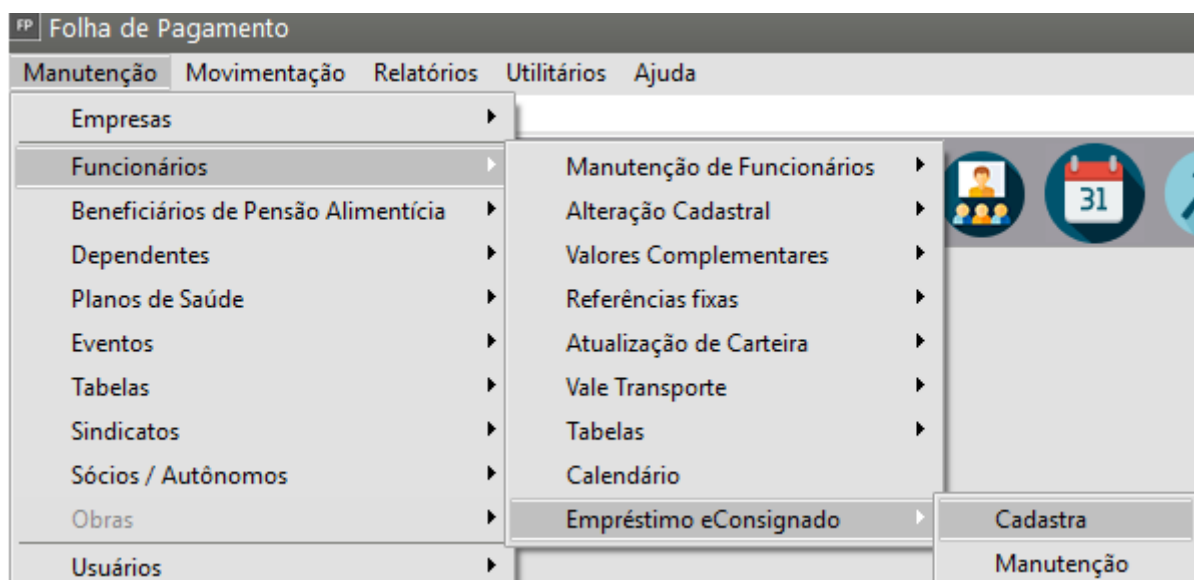 FP Folha de Pagamento
Manutenção Movimentação Relatórios Utilitários Ajuda
Empresas
Funcionários
Beneficiários de Pensão Alimentícia
Dependentes
Planos de Saúde
Eventos
Tabelas
Sindicatos
Sócios / Autônomos
Obras
Usuários
Manutenção de Funcionários
Alteração Cadastral
Valores Complementares
Referências fixas
Atualização de Carteira
Vale Transporte
Tabelas
Calendário
Empréstimo eConsignado
Cadastra
Manutenção
31